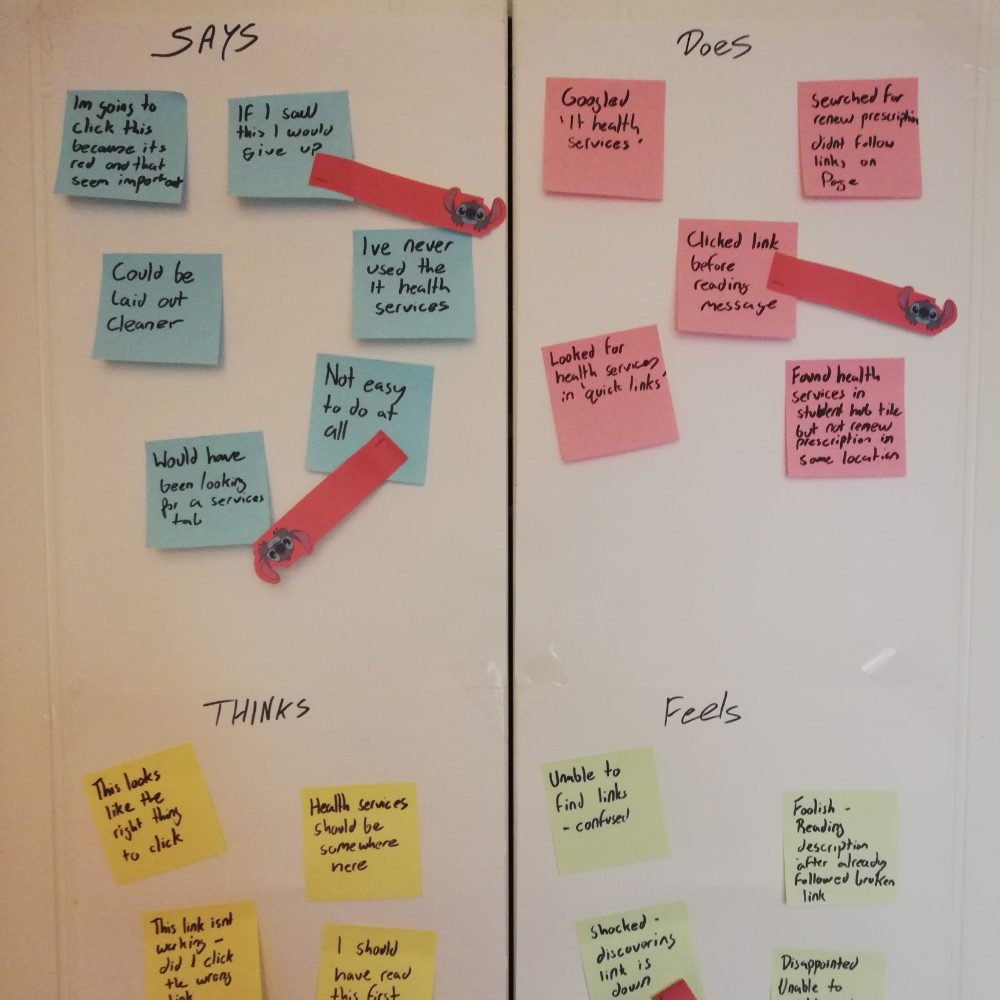 SAYS
Im going to
click this
because its
red and that
seem important
If I saw
this I would
Give up
Could be
Laid out
Cleaner
Ive never
used the
It health
services
Not easy
to do at
all
Would have
been looking
for a services
tab
Does
Googled
'It health
services'
Searched for
renew prescription
didnt follow
links on
Page
Clicked link
before
reading
message
Looked for
health services
in 'quick links'
Found health
services in
student hub tile
but not renew
prescription in
same location
THINKS
This looks
like the
right thing
to click
Health services
should be
somewhere
here
This link isnt
working -
did I click
the wrong
link
I should
have read
this first
Feels
Unable to
find links
- confused
Foolish -
Reading
description
after already
followed broken
link
Shocked -
discovering
link is
down
Disappointed
Unable to